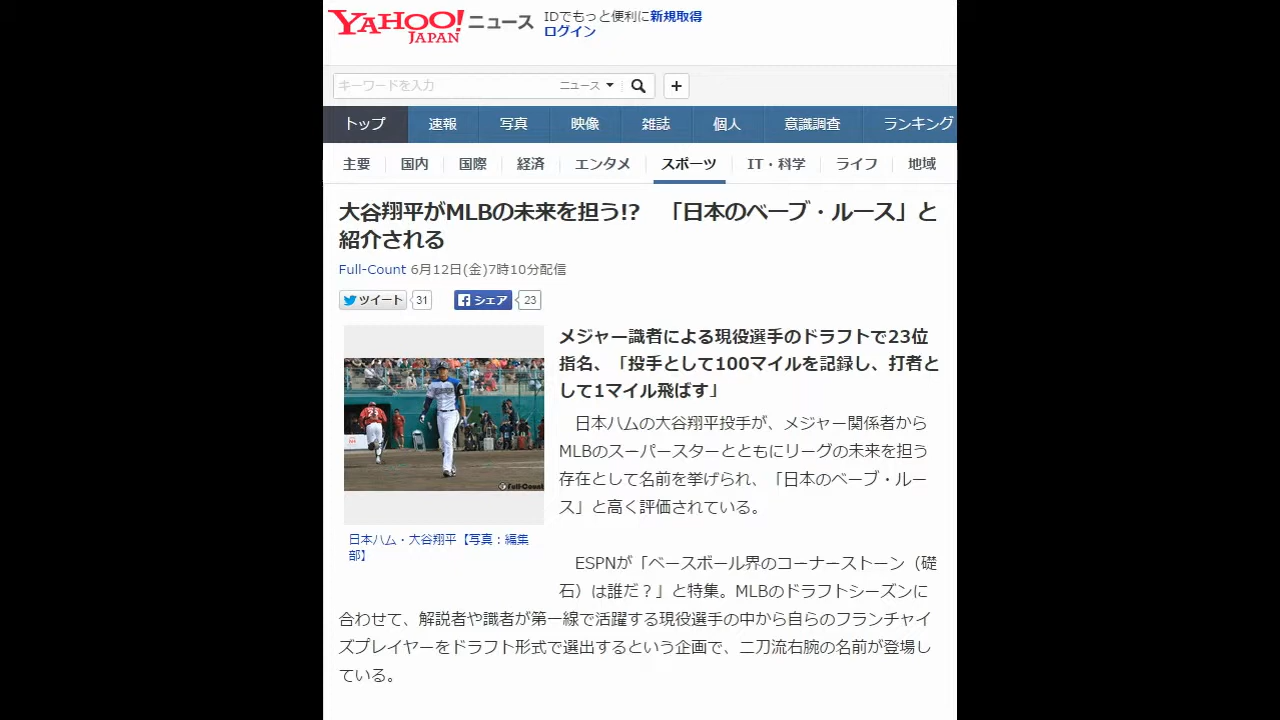 YAHOO! JAPAN ニュース
IDでもっと便利に新規取得
ログイン
キーワードを入力
ニュース
+
トップ 速報 写真 映像 雑誌 個人 意識調査 ランキング
主要 国内 国際 経済 エンタメ スポーツ IT・科学 ライフ 地域
大谷翔平がMLBの未来を担う!? 「日本のベーブ・ルース」と
紹介される
Full-Count 6月12日(金)7時10分配信
ツイート 31 シェア 23
メジャー識者による現役選手のドラフトで23位
指名、「投手として100マイルを記録し、打者と
して1マイル飛ばす」
日本ハムの大谷翔平投手が、メジャー関係者から
MLBのスーパースターとともにリーグの未来を担う
存在として名前を挙げられ、「日本のベーブ・ルー
ス」と高く評価されている。
Full-Count
日本ハム・大谷翔平【写真：編集
部】
ESPNが「ベースボール界のコーナーストーン（礎
石）は誰だ？」と特集。MLBのドラフトシーズンに
合わせて、解説者や識者が第一線で活躍する現役選手の中から自らのフランチャイ
ズプレイヤーをドラフト形式で選出するという企画で、二刀流右腕の名前が登場し
ている。